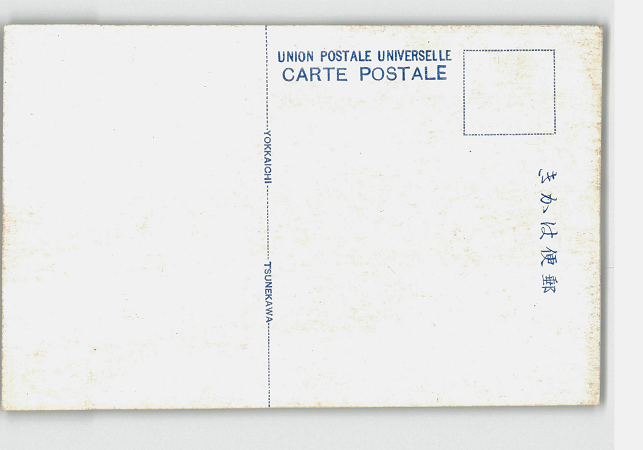 UNION POSTALE UNIVERSELLE
CARTE POSTALE
YOKKAICHI
TSUNEKAWA
郵便はかき